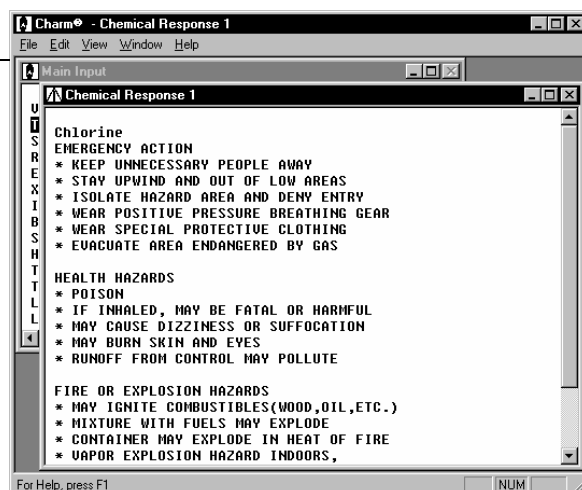 Charm® - Chemical Response 1
File Edit View Window Help
Main Input
Chemical Response 1
U
T
S
R
E
X
I
B
S
H
T
T
L
L
Chlorine
EMERGENCY ACTION
* KEEP UNNECESSARY PEOPLE AWAY
* STAY UPWIND AND OUT OF LOW AREAS
* ISOLATE HAZARD AREA AND DENY ENTRY
* WEAR POSITIVE PRESSURE BREATHING GEAR
* WEAR SPECIAL PROTECTIVE CLOTHING
* EVACUATE AREA ENDANGERED BY GAS
HEALTH HAZARDS
* POISON
* IF INHALED, MAY BE FATAL OR HARMFUL
* MAY CAUSE DIZZINESS OR SUFFOCATION
* MAY BURN SKIN AND EYES
* RUNOFF FROM CONTROL MAY POLLUTE
FIRE OR EXPLOSION HAZARDS
* MAY IGNITE COMBUSTIBLES(WOOD,OIL,ETC.)
* MIXTURE WITH FUELS MAY EXPLODE
* CONTAINER MAY EXPLODE IN HEAT OF FIRE
* VAPOR EXPLOSION HAZARD INDOORS,
For Help, press F1
NUM